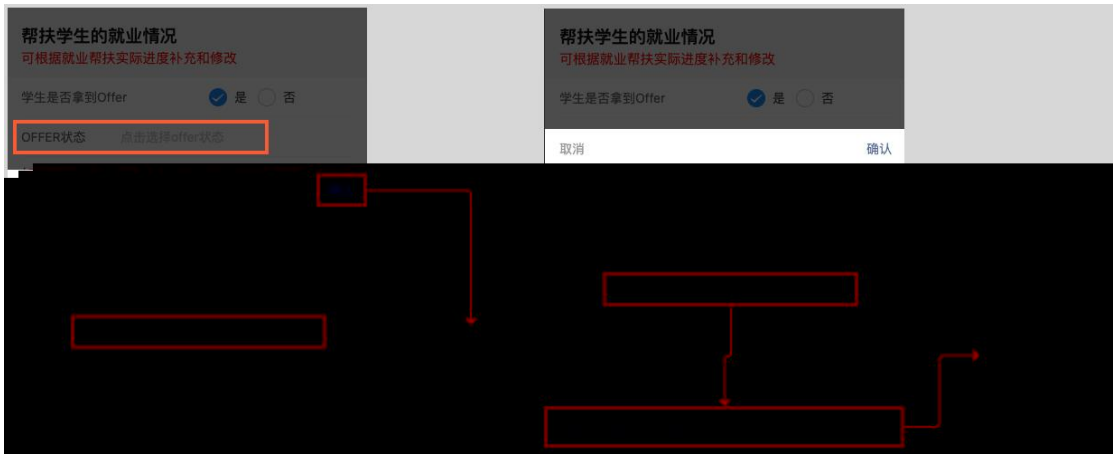 帮扶学生的就业情况
可根据就业帮扶实际进度补充和修改
学生是否拿到Offer 是 否
OFFER状态 点击选择offer状态
帮扶学生的就业情况
可根据就业帮扶实际进度补充和修改
学生是否拿到Offer 是 否
取消 确认